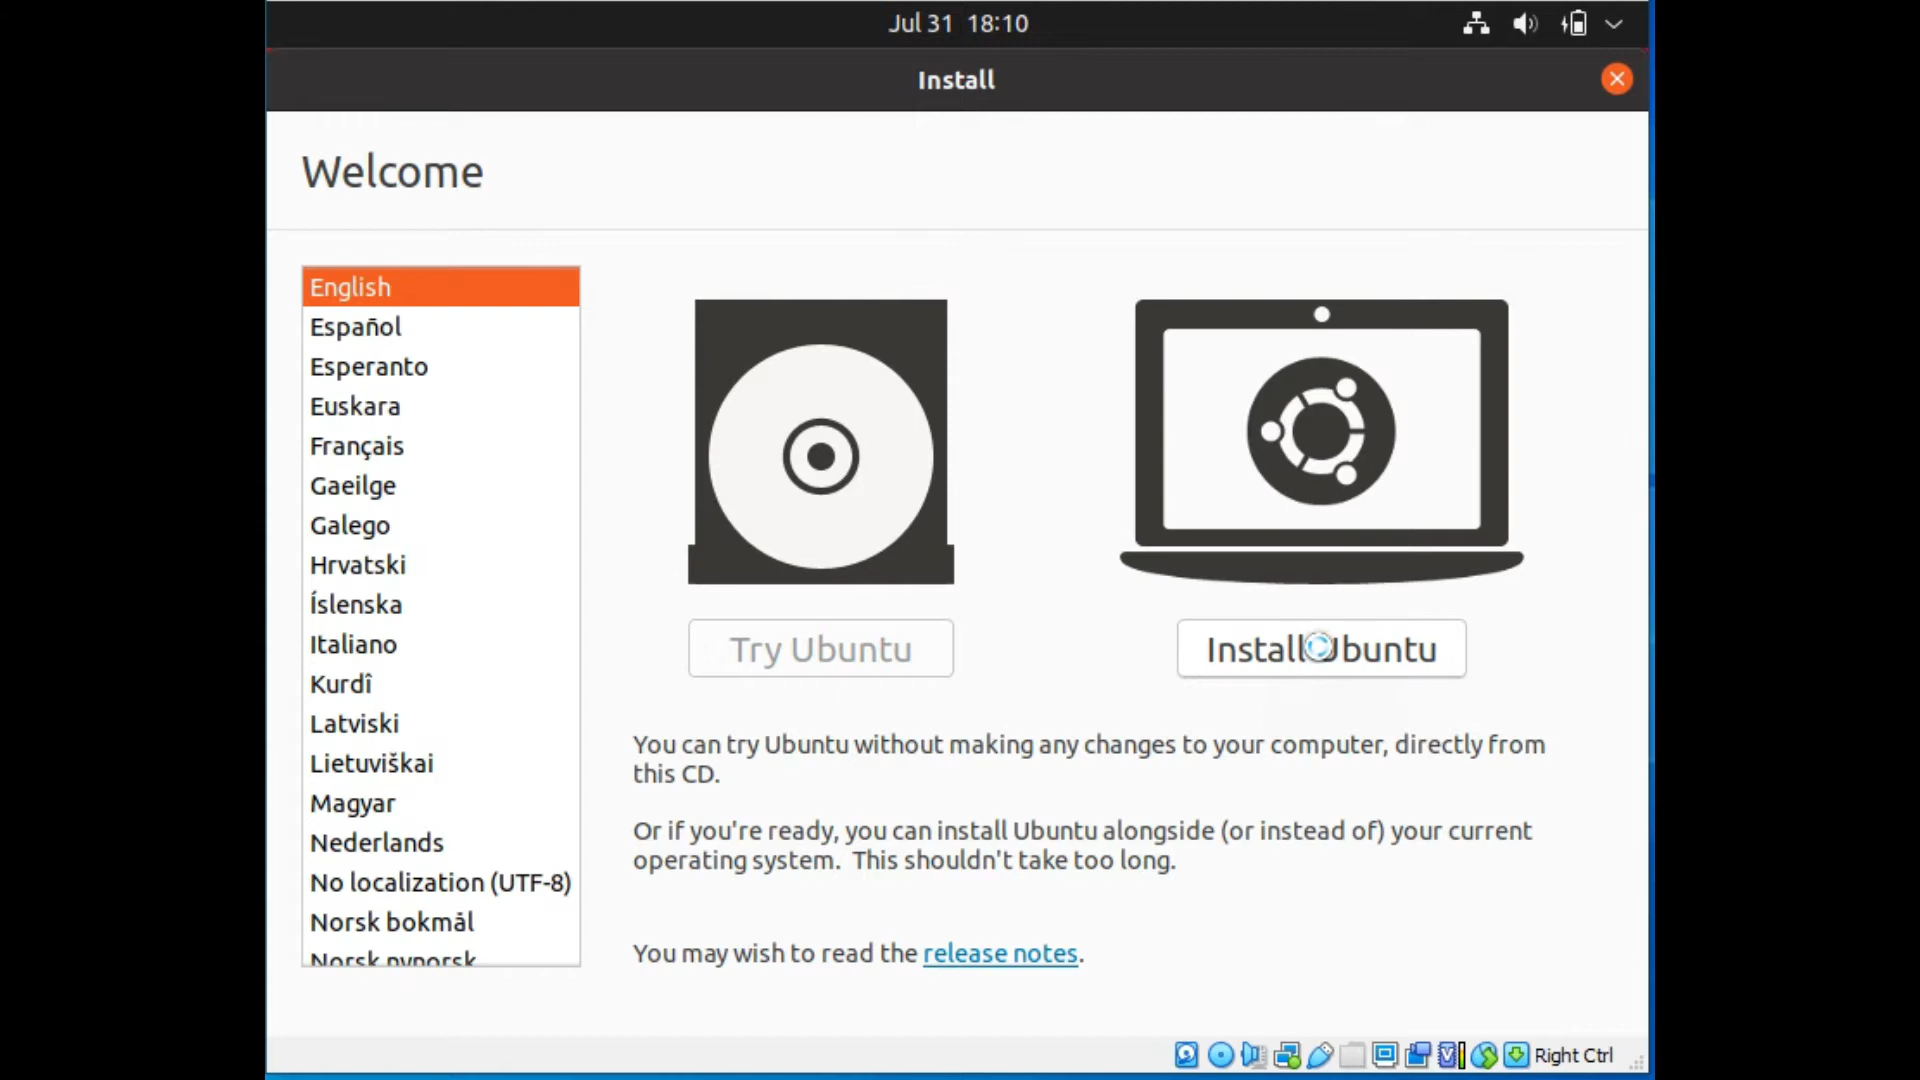 Jul 31 18:10
Install
Welcome
English
Español
Esperanto
Euskara
Français
Gaeilge
Galego
Hrvatski
Íslenska
Italiano
Kurdî
Latviski
Lietuviškai
Magyar
Nederlands
No localization (UTF-8)
Norsk bokmål
Norsk nynorsk
Try Ubuntu
Install Ubuntu
You can try Ubuntu without making any changes to your computer, directly from
this CD.
Or if you're ready, you can install Ubuntu alongside (or instead of) your current
operating system. This shouldn't take too long.
You may wish to read the release notes.
Right Ctrl